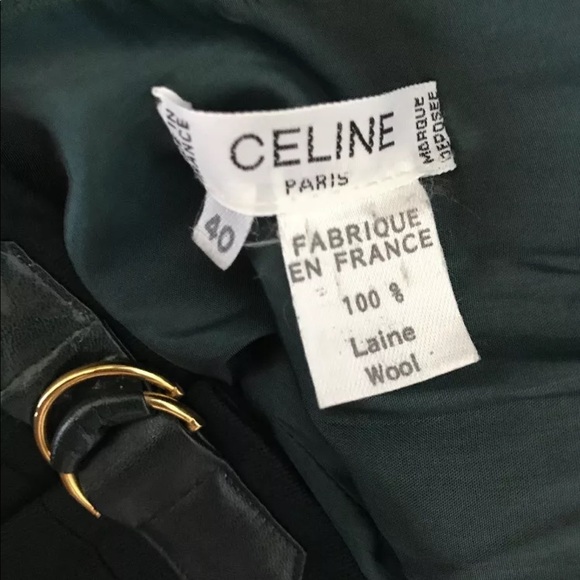 CELINE
PARIS
MARQUE
DEPOSEE
40
FABRIQUE
EN FRANCE
100 %
Laine
Wool